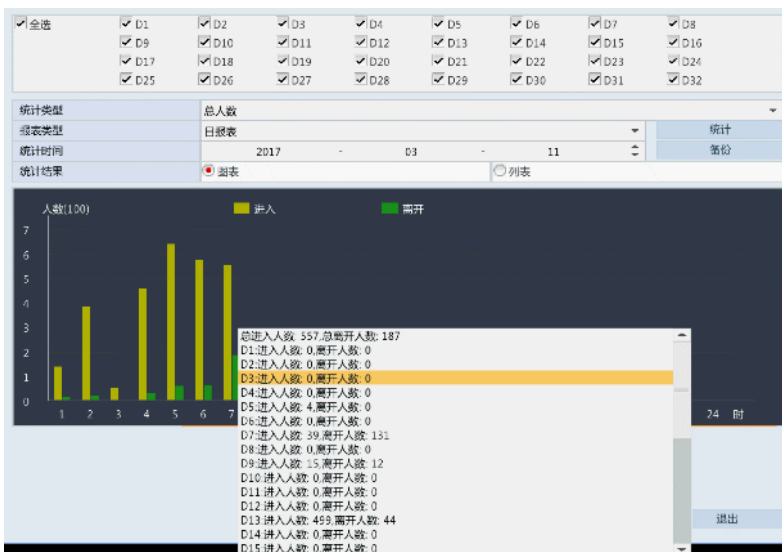 全选 D1 D2 D3 D4 D5 D6 D7 D8
D9 D10 D11 D12 D13 D14 D15 D16
D17 D18 D19 D20 D21 D22 D23 D24
D25 D26 D27 D28 D29 D30 D31 D32
统计类型 总人数
报表类型 日报表 统计
统计时间 2017 - 03 - 11 备份
统计结果 图表 列表
人数(100) 进入 离开
7
6
5
4
3
2
1
0
1 2 3 4 5 6 7 24 时
总进入人数: 557,总离开人数: 187
D1:进入人数: 0,离开人数: 0
D2:进入人数: 0,离开人数: 0
D3:进入人数: 0,离开人数: 0
D4:进入人数: 0,离开人数: 0
D5:进入人数: 4,离开人数: 0
D6:进入人数: 0,离开人数: 0
D7:进入人数: 39,离开人数: 131
D8:进入人数: 0,离开人数: 0
D9:进入人数: 15,离开人数: 12
D10:进入人数: 0,离开人数: 0
D11:进入人数: 0,离开人数: 0
D12:进入人数: 0,离开人数: 0
D13:进入人数: 499,离开人数: 44
D14:进入人数: 0,离开人数: 0
D15:进入人数: 0,离开人数: 0
退出